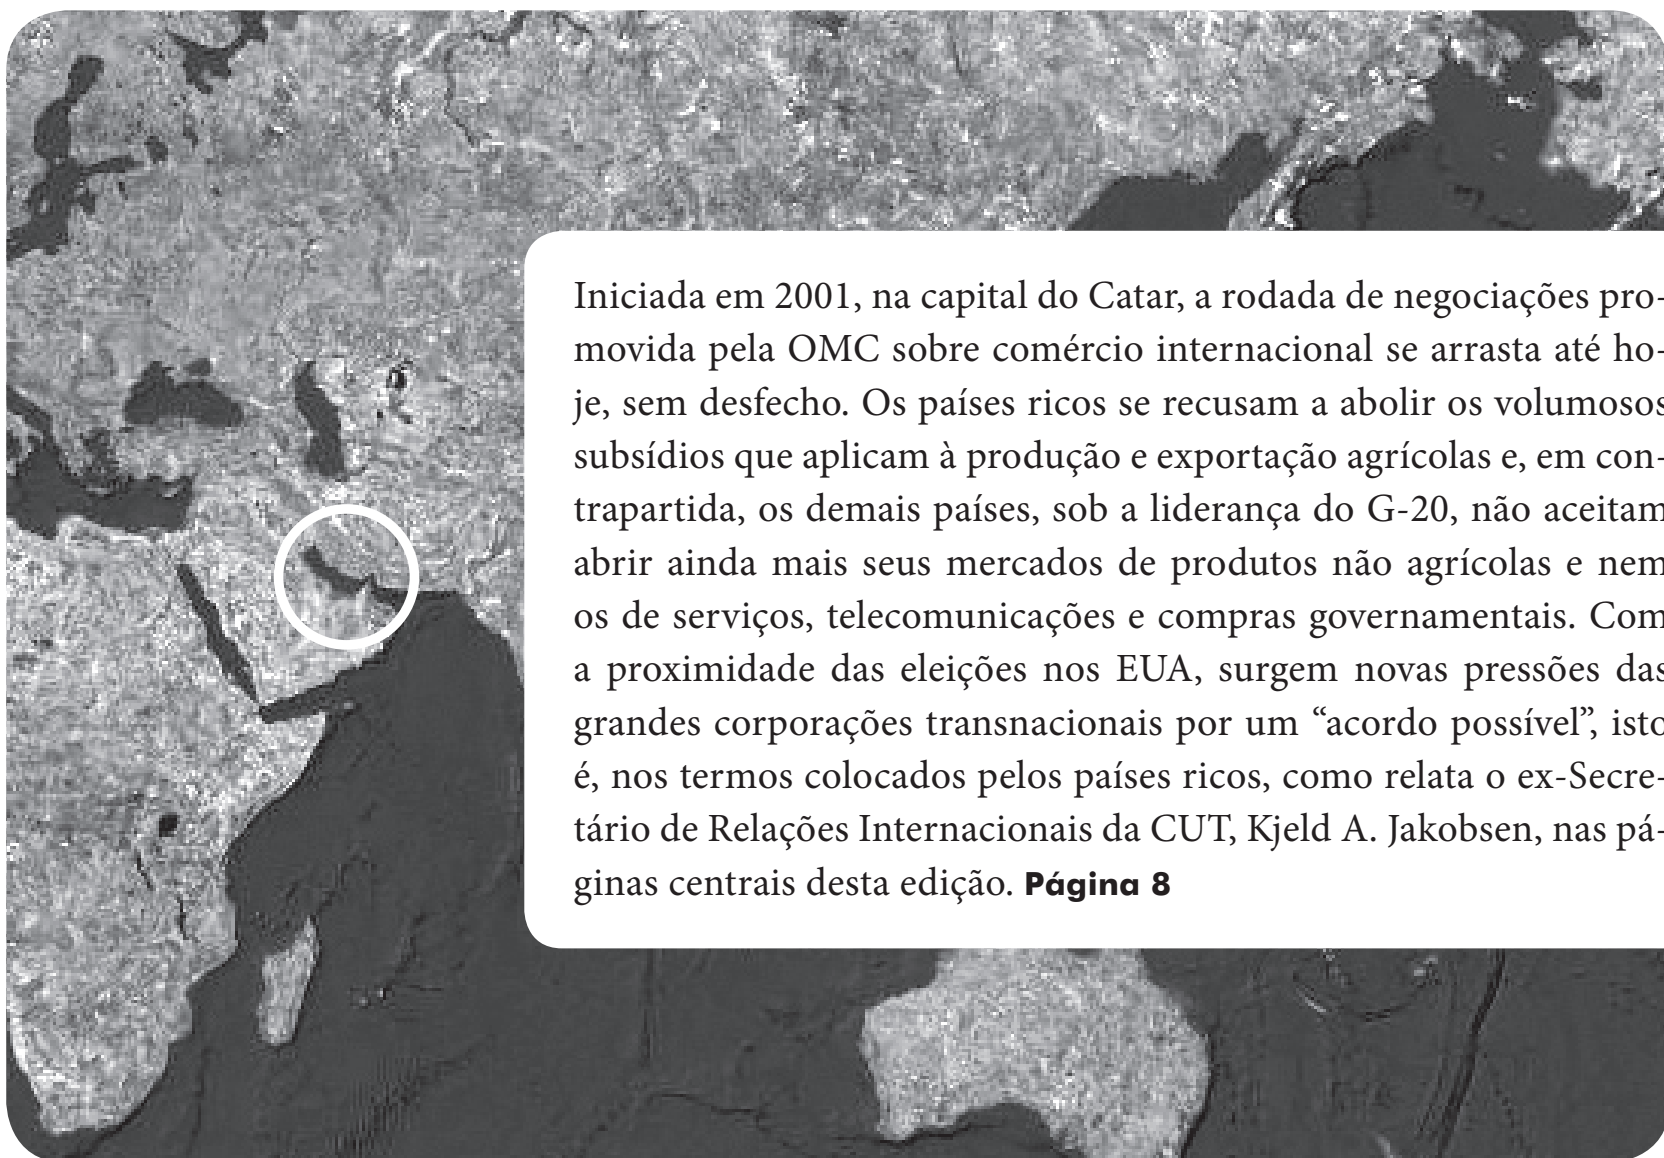 Iniciada em 2001, na capital do Catar, a rodada de negociações pro-
movida pela OMC sobre comércio internacional se arrasta até ho-
je, sem desfecho. Os países ricos se recusam a abolir os volumosos
subsídios que aplicam à produção e exportação agrícolas e, em con-
trapartida, os demais países, sob a liderança do G-20, não aceitam
abrir ainda mais seus mercados de produtos não agrícolas e nem
os de serviços, telecomunicações e compras governamentais. Com
a proximidade das eleições nos EUA, surgem novas pressões das
grandes corporações transnacionais por um “acordo possível”, isto
é, nos termos colocados pelos países ricos, como relata o ex-Secre-
tário de Relações Internacionais da CUT, Kjeld A. Jakobsen, nas pá-
ginas centrais desta edição. Página 8